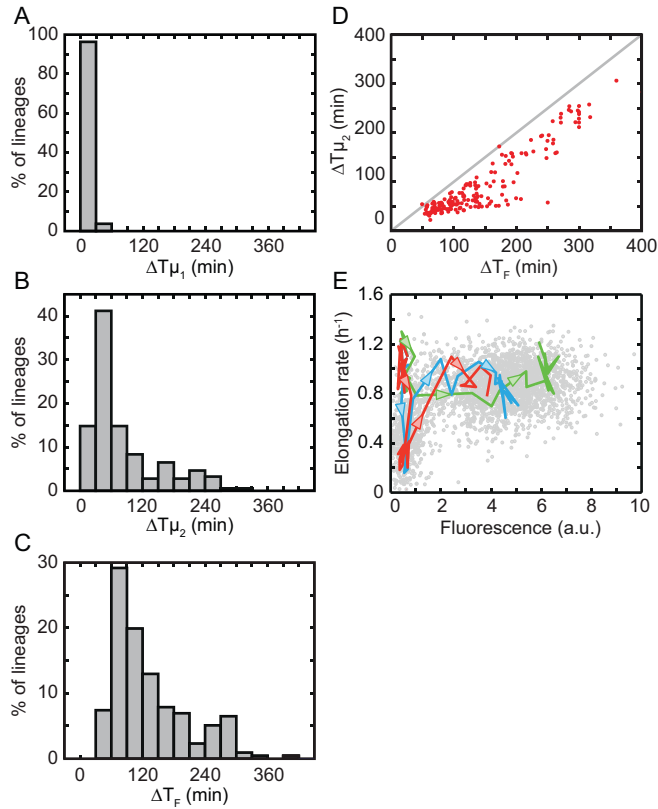 A
100
80
60
40
20
0
% of lineages
0 120 240 360
ΔTμ1 (min)
B
40
30
20
10
0
% of lineages
0 120 240 360
ΔTμ2 (min)
C
30
20
10
0
% of lineages
0 120 240 360
ΔTF (min)
D
400
300
200
100
0
ΔTμ2 (min)
0 100 200 300 400
ΔTF (min)
E
1.6
1.2
0.8
0.4
0
Elongation rate (h-1)
0 2 4 6 8 10
Fluorescence (a.u.)